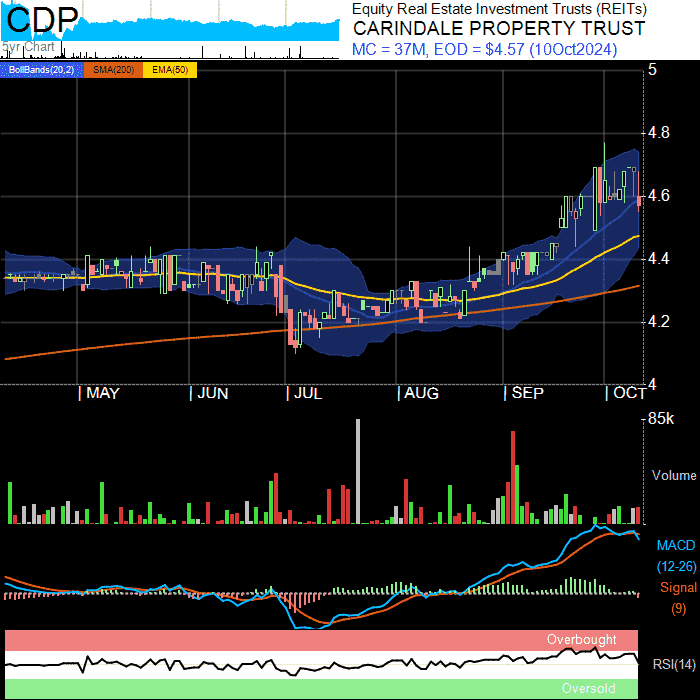 CDP
5yr Chart
Equity Real Estate Investment Trusts (REITs)
CARINDALE PROPERTY TRUST
MC = 37M, EOD = $4.57 (10Oct2024)
BollBands(20,2) SMA(200) EMA(50)
5
4.8
4.6
4.4
4.2
4
MAY JUN JUL AUG SEP OCT
85k
Volume
MACD
(12-26)
Signal
(9)
Overbought
RSI(14)
Oversold